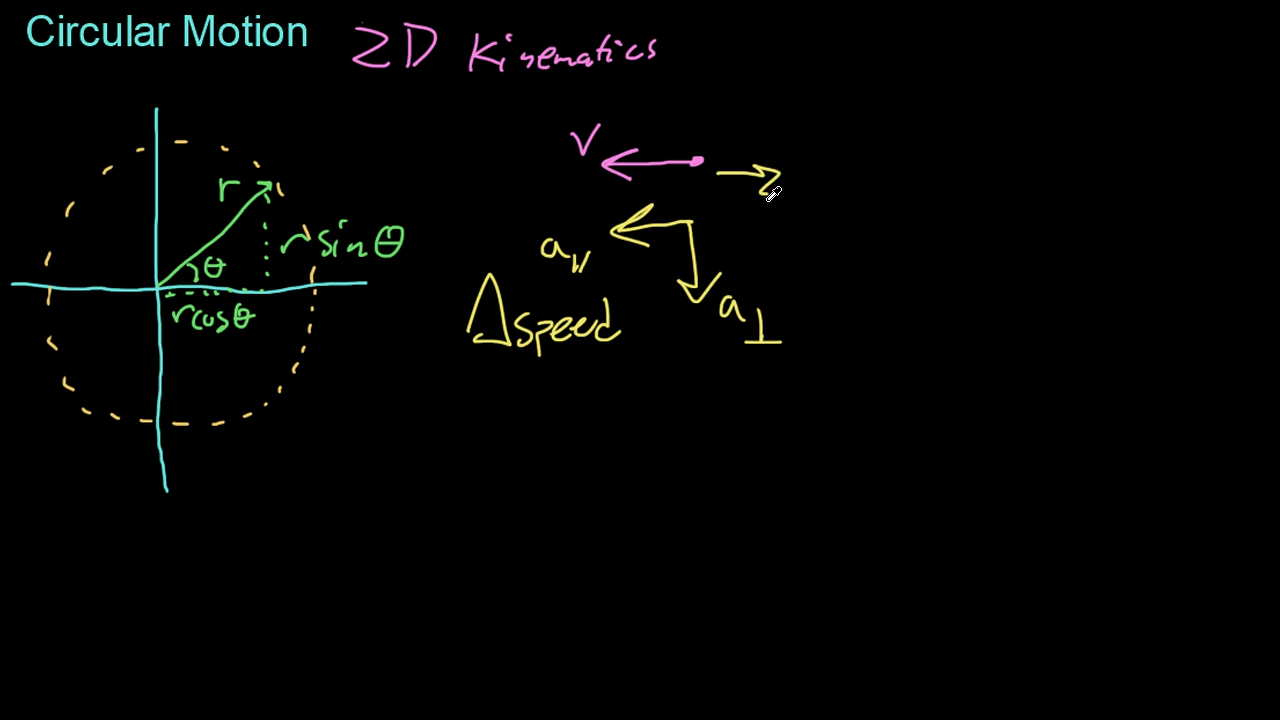 Circular Motion
2D Kinematics
V
r
r sin θ
θ
r cos θ
a∥
Δspeed
a⊥